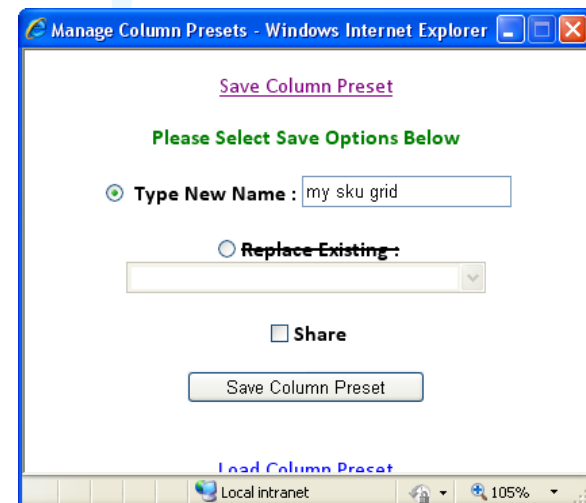 Manage Column Presets - Windows Internet Explorer
Save Column Preset
Please Select Save Options Below
Type New Name : my sku grid
Replace Existing :
Share
Save Column Preset
Load Column Preset
Local intranet 105%